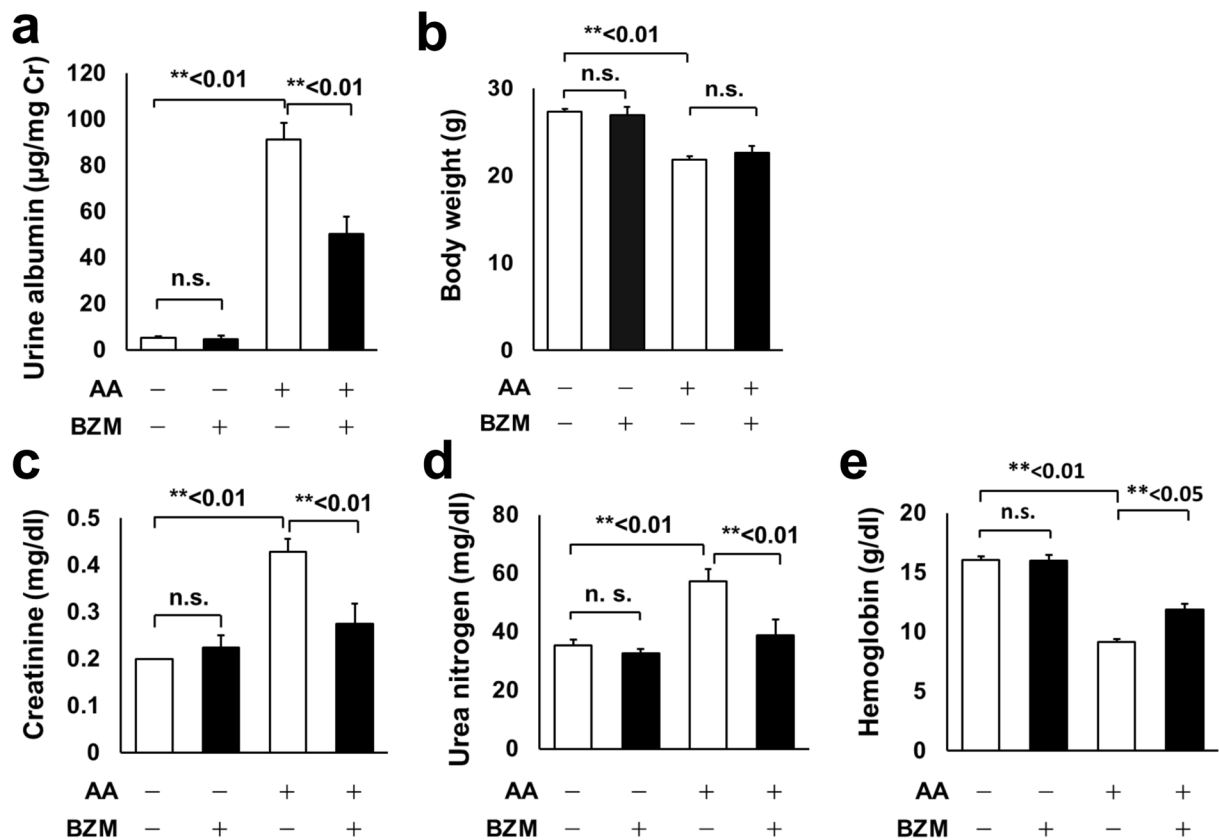 a
Urine albumin (µg/mg Cr)
120
100
80
60
40
20
0
**<0.01
**<0.01
n.s.
AA − − + +
BZM − + − +
b
Body weight (g)
30
20
10
0
**<0.01
n.s.
n.s.
AA − − + +
BZM − + − +
c
Creatinine (mg/dl)
0.5
0.4
0.3
0.2
0.1
0
**<0.01
**<0.01
n.s.
AA − − + +
BZM − + − +
d
Urea nitrogen (mg/dl)
80
60
40
20
0
**<0.01
**<0.01
n. s.
AA − − + +
BZM − + − +
e
Hemoglobin (g/dl)
20
15
10
5
0
**<0.01
**<0.05
n.s.
AA − − + +
BZM − + − +